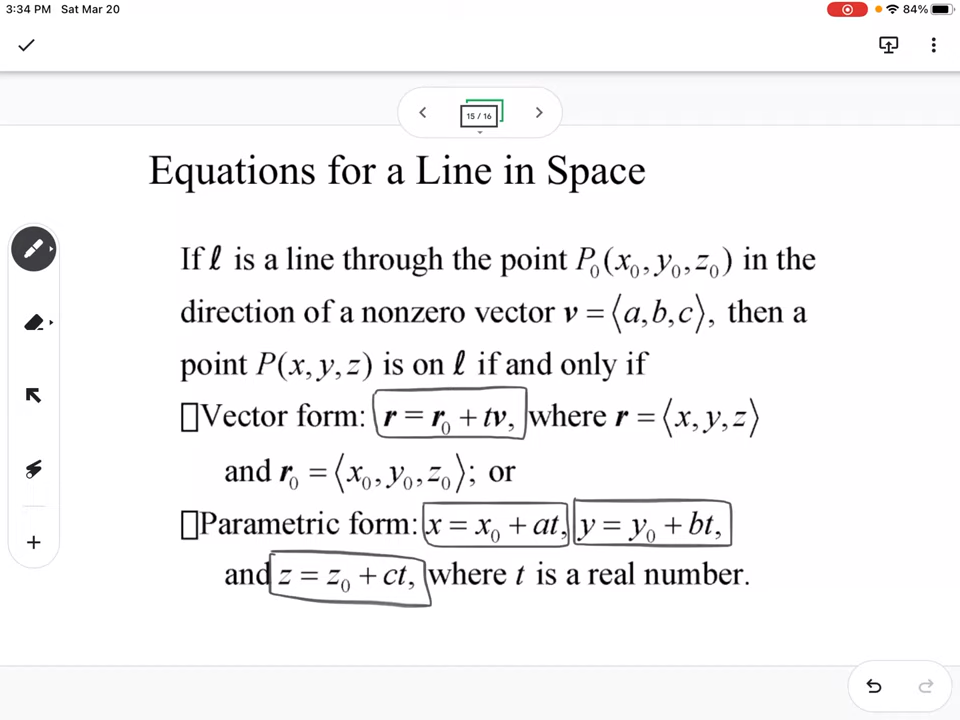 3:34 PM Sat Mar 20
84%
15 / 16
Equations for a Line in Space
If ℓ is a line through the point P₀(x₀, y₀, z₀) in the
direction of a nonzero vector v = ⟨a, b, c⟩, then a
point P(x, y, z) is on ℓ if and only if
▯Vector form: r = r₀ + tv, where r = ⟨x, y, z⟩
and r₀ = ⟨x₀, y₀, z₀⟩; or
▯Parametric form: x = x₀ + at, y = y₀ + bt,
and z = z₀ + ct, where t is a real number.